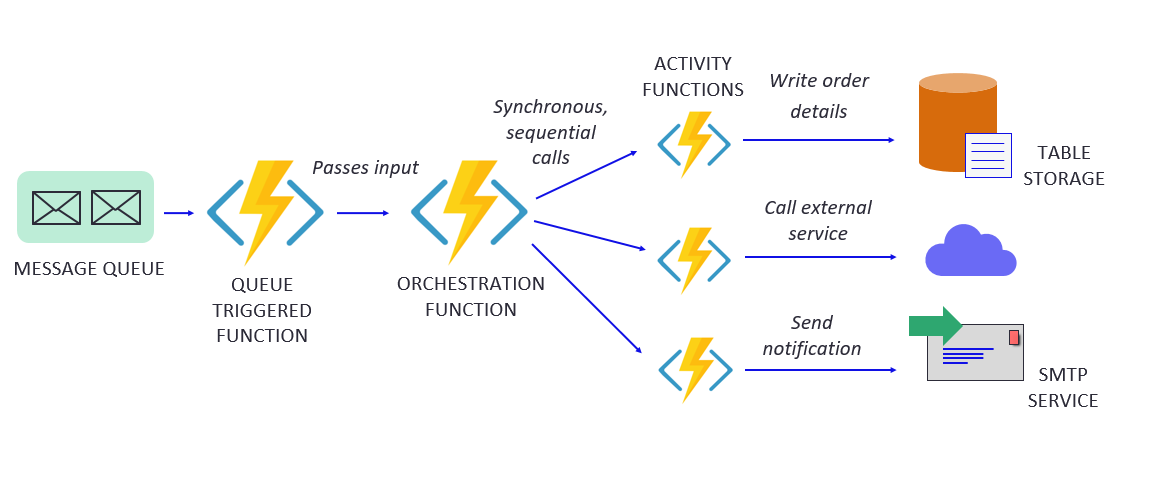 MESSAGE QUEUE
QUEUE
TRIGGERED
FUNCTION
Passes input
ORCHESTRATION
FUNCTION
Synchronous,
sequential
calls
ACTIVITY
FUNCTIONS
Write order
details
TABLE
STORAGE
Call external
service
Send
notification
SMTP
SERVICE